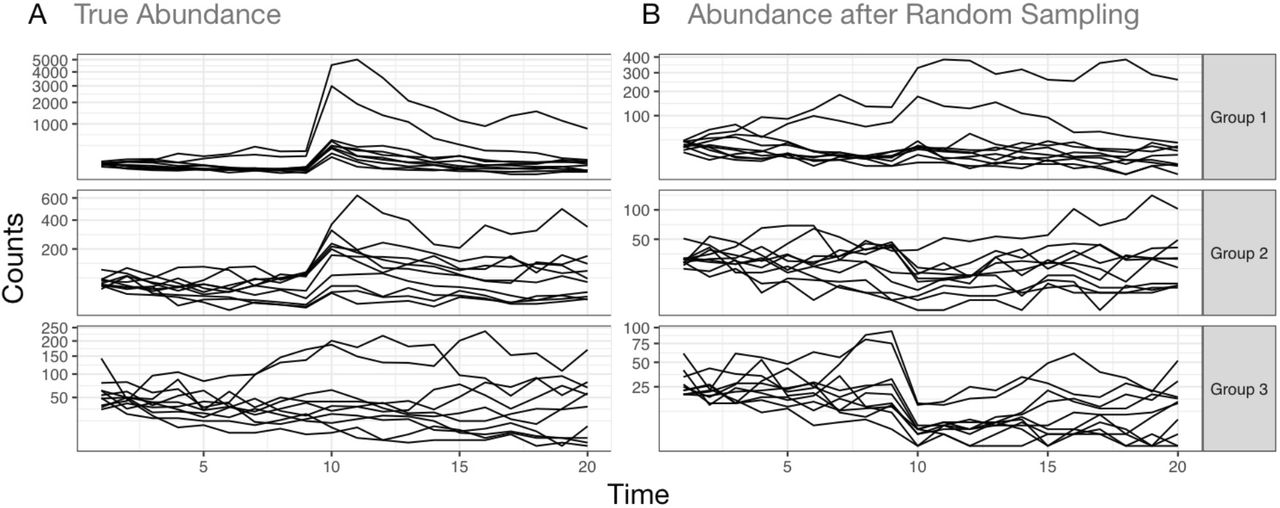 A True Abundance
B Abundance after Random Sampling
Counts
5000
4000
3000
2000
1000
400
300
200
100
Group 1
600
400
200
100
50
Group 2
250
200
150
100
50
100
75
50
25
Group 3
5 10 15 20
5 10 15 20
Time